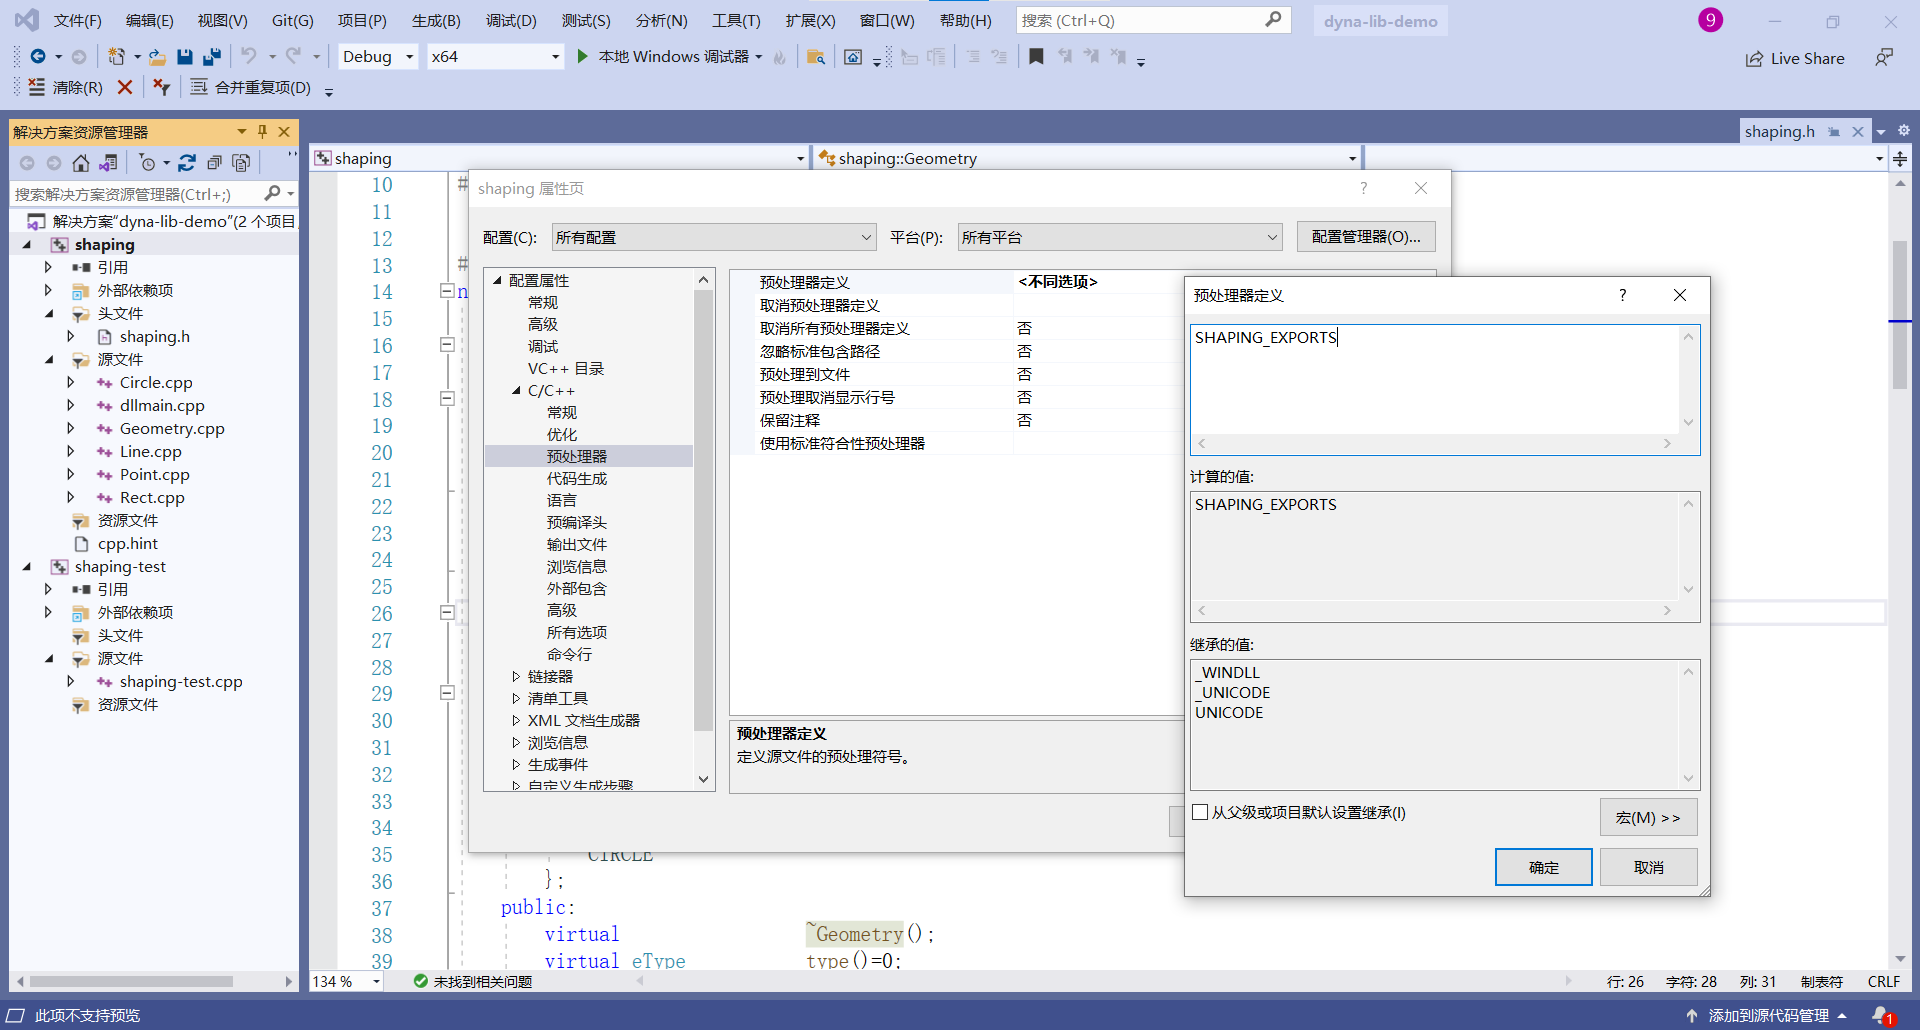 文件(F) 编辑(E) 视图(V) Git(G) 项目(P) 生成(B) 调试(D) 测试(S) 分析(N) 工具(T) 扩展(X) 窗口(W) 帮助(H) 搜索 (Ctrl+Q) dyna-lib-demo 9
Debug x64 本地 Windows 调试器 Live Share
清除(R) 合并重复项(D)
解决方案资源管理器
搜索解决方案资源管理器(Ctrl+;)
解决方案"dyna-lib-demo"(2 个项目
shaping
引用
外部依赖项
头文件
shaping.h
源文件
Circle.cpp
dllmain.cpp
Geometry.cpp
Line.cpp
Point.cpp
Rect.cpp
资源文件
cpp.hint
shaping-test
引用
外部依赖项
头文件
源文件
shaping-test.cpp
资源文件
shaping.h
shaping shaping::Geometry
10 #
11
12
13 #
14 n
15
16
17
18
19
20
21
22
23
24
25
26
27
28
29
30
31
32
33
34
35 CIRCLE
36 };
37 public:
38 virtual ~Geometry();
39 virtual eType type()=0;
shaping 属性页 ?
配置(C): 所有配置 平台(P): 所有平台 配置管理器(O)...
配置属性
常规
高级
调试
VC++ 目录
C/C++
常规
优化
预处理器
代码生成
语言
预编译头
输出文件
浏览信息
外部包含
高级
所有选项
命令行
链接器
清单工具
XML 文档生成器
浏览信息
生成事件
自定义生成步骤
预处理器定义 <不同选项>
取消预处理器定义
取消所有预处理器定义 否
忽略标准包含路径 否
预处理到文件 否
预处理取消显示行号 否
保留注释 否
使用标准符合性预处理器
预处理器定义
定义源文件的预处理符号。
预处理器定义 ?
SHAPING_EXPORTS
计算的值:
SHAPING_EXPORTS
继承的值:
_WINDLL
_UNICODE
UNICODE
从父级或项目默认设置继承(I)
宏(M) >>
确定 取消
134 % 未找到相关问题 行: 26 字符: 28 列: 31 制表符 CRLF
此项不支持预览 添加到源代码管理 1